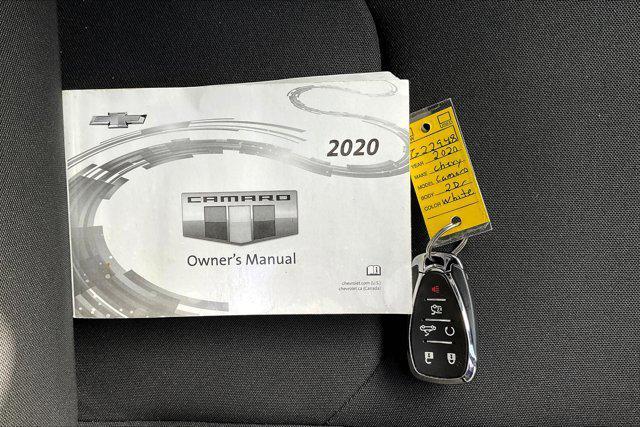 2020
CAMARO
Owner's Manual
chevrolet.com (U.S.)
chevrolet.ca (Canada)
G22948
YEAR 2020
MAKE Chevy
MODEL Camaro
BODY 2Dr
COLOR White